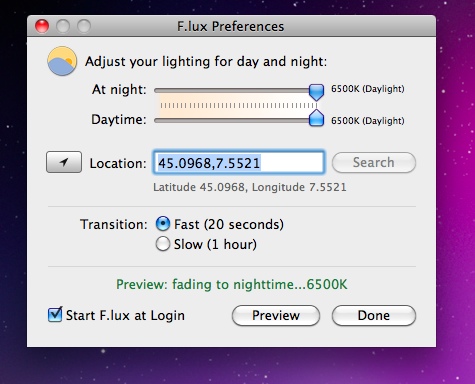 F.lux Preferences
Adjust your lighting for day and night:
At night: 6500K (Daylight)
Daytime: 6500K (Daylight)
Location: 45.0968,7.5521 Search
Latitude 45.0968, Longitude 7.5521
Transition: Fast (20 seconds)
Slow (1 hour)
Preview: fading to nighttime...6500K
Start F.lux at Login Preview Done